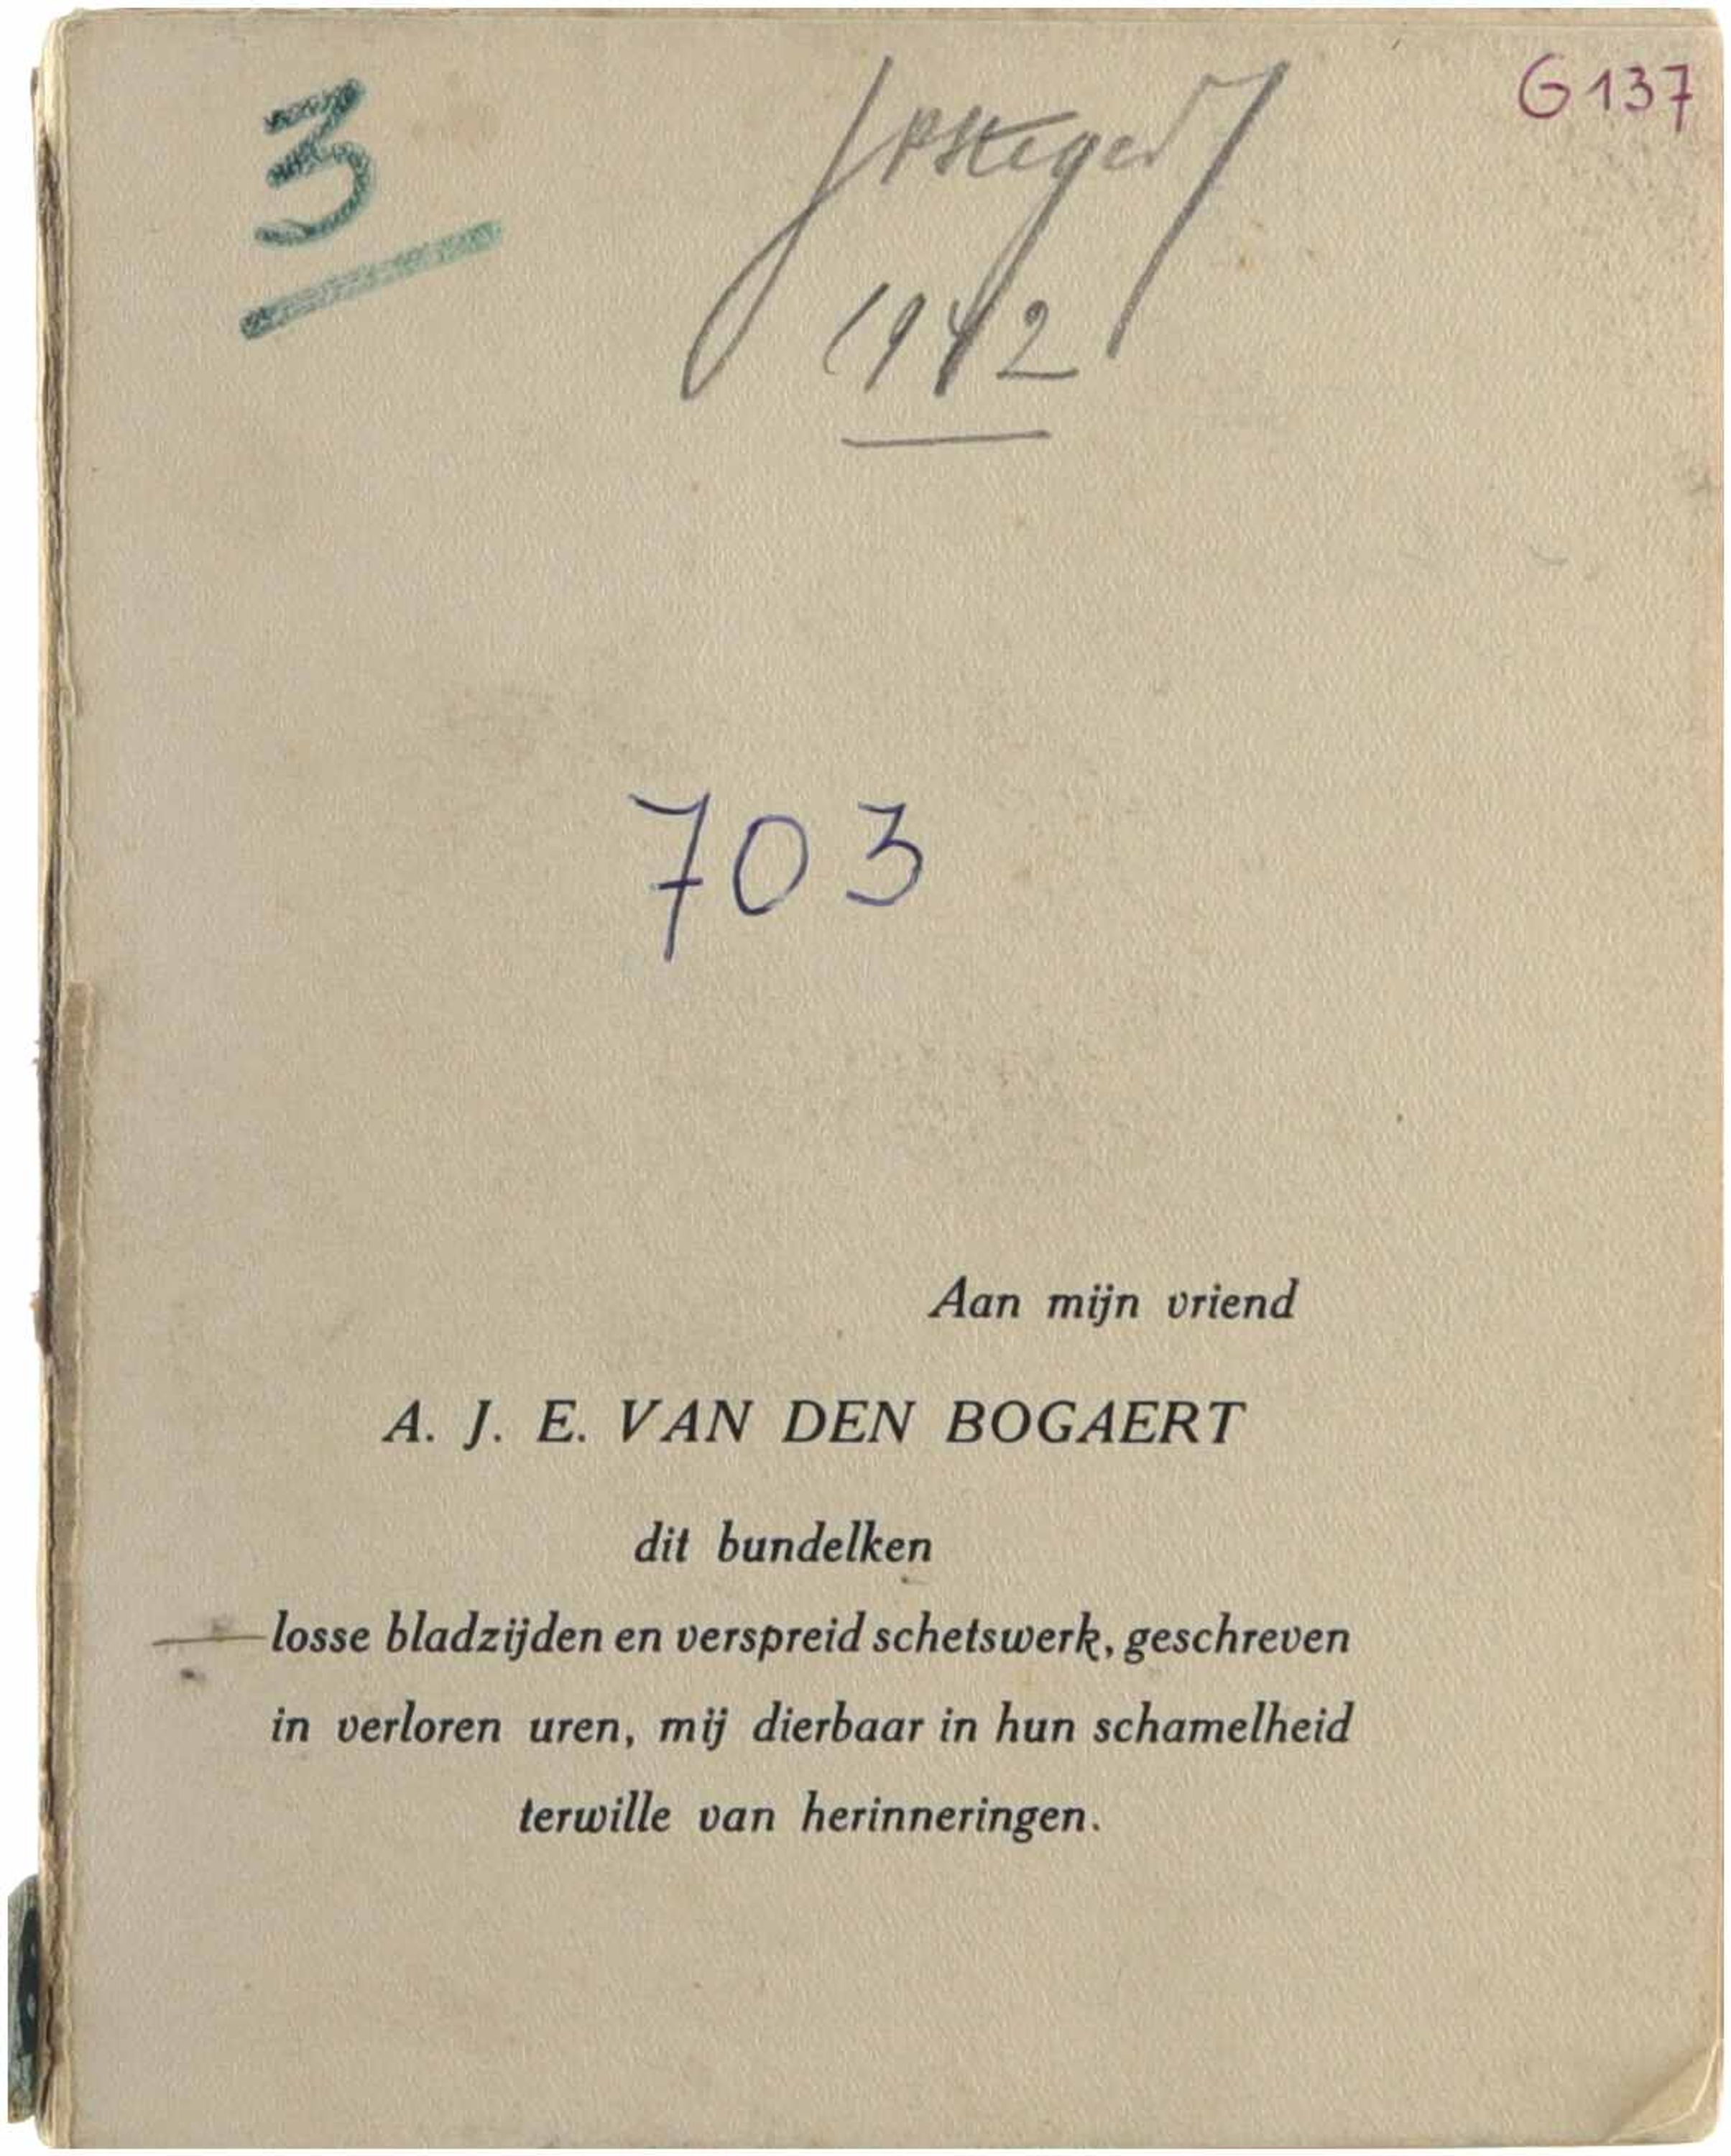 3
G 137
1942
703
Aan mijn vriend
A. J. E. VAN DEN BOGAERT
dit bundelken
losse bladzijden en verspreid schetswerk, geschreven
in verloren uren, mij dierbaar in hun schamelheid
terwille van herinneringen.